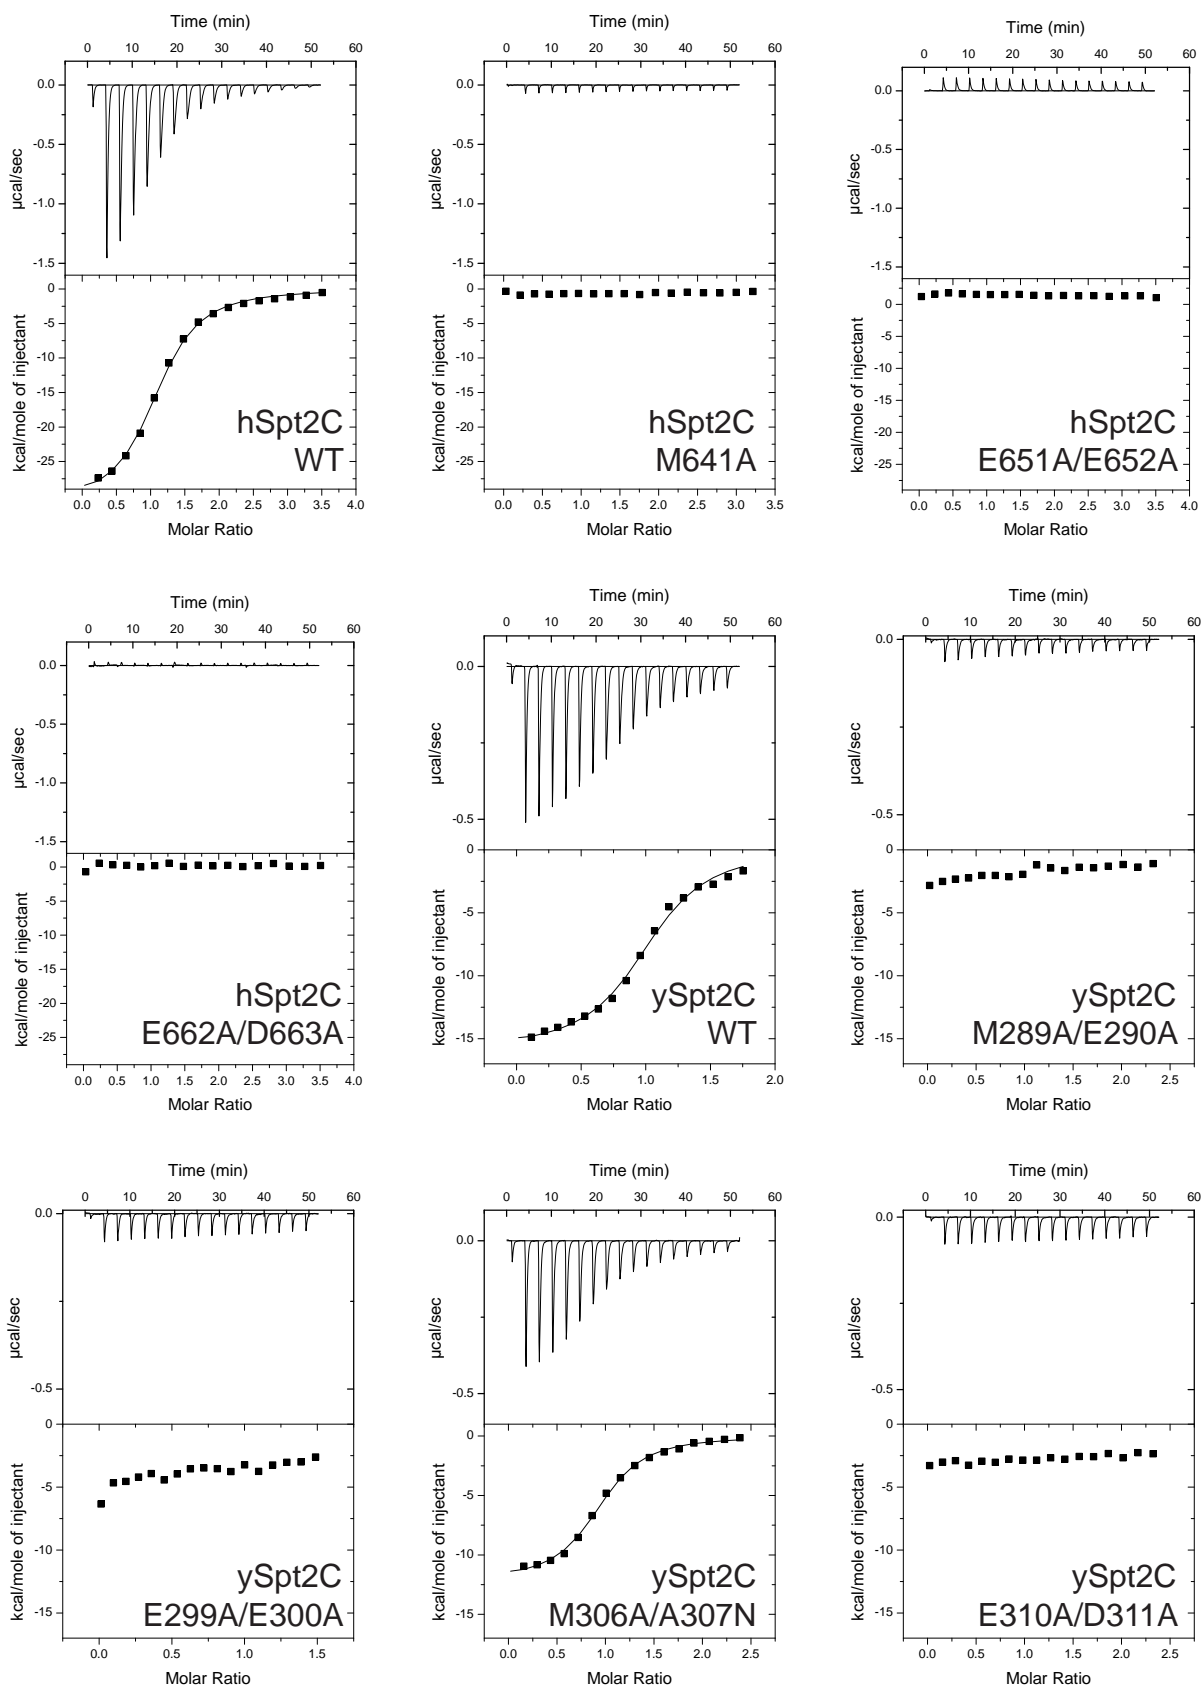 Time (min)
0 10 20 30 40 50 60
0.0
-0.5
-1.0
-1.5
µcal/sec
0
-5
-10
-15
-20
-25
kcal/mole of injectant
hSpt2C
WT
0.0 0.5 1.0 1.5 2.0 2.5 3.0 3.5 4.0
Molar Ratio
Time (min)
0 10 20 30 40 50 60
0.0
-0.5
-1.0
-1.5
µcal/sec
0
-5
-10
-15
-20
-25
kcal/mole of injectant
hSpt2C
M641A
0.0 0.5 1.0 1.5 2.0 2.5 3.0 3.5
Molar Ratio
Time (min)
0 10 20 30 40 50 60
0.0
-0.5
-1.0
-1.5
µcal/sec
0
-5
-10
-15
-20
-25
kcal/mole of injectant
hSpt2C
E651A/E652A
0.0 0.5 1.0 1.5 2.0 2.5 3.0 3.5 4.0
Molar Ratio
Time (min)
0 10 20 30 40 50 60
0.0
-0.5
-1.0
-1.5
µcal/sec
0
-5
-10
-15
-20
-25
kcal/mole of injectant
hSpt2C
E662A/D663A
0.0 0.5 1.0 1.5 2.0 2.5 3.0 3.5 4.0
Molar Ratio
Time (min)
0 10 20 30 40 50 60
0.0
-0.5
µcal/sec
0
-5
-10
-15
kcal/mole of injectant
ySpt2C
WT
0.0 0.5 1.0 1.5 2.0
Molar Ratio
Time (min)
0 10 20 30 40 50 60
0.0
-0.5
µcal/sec
0
-5
-10
-15
kcal/mole of injectant
ySpt2C
M289A/E290A
0.0 0.5 1.0 1.5 2.0 2.5
Molar Ratio
Time (min)
0 10 20 30 40 50 60
0.0
-0.5
µcal/sec
0
-5
-10
-15
kcal/mole of injectant
ySpt2C
E299A/E300A
0.0 0.5 1.0 1.5
Molar Ratio
Time (min)
0 10 20 30 40 50 60
0.0
-0.5
µcal/sec
0
-5
-10
-15
kcal/mole of injectant
ySpt2C
M306A/A307N
0.0 0.5 1.0 1.5 2.0 2.5
Molar Ratio
Time (min)
0 10 20 30 40 50 60
0.0
-0.5
µcal/sec
0
-5
-10
-15
kcal/mole of injectant
ySpt2C
E310A/D311A
0.0 0.5 1.0 1.5 2.0 2.5
Molar Ratio